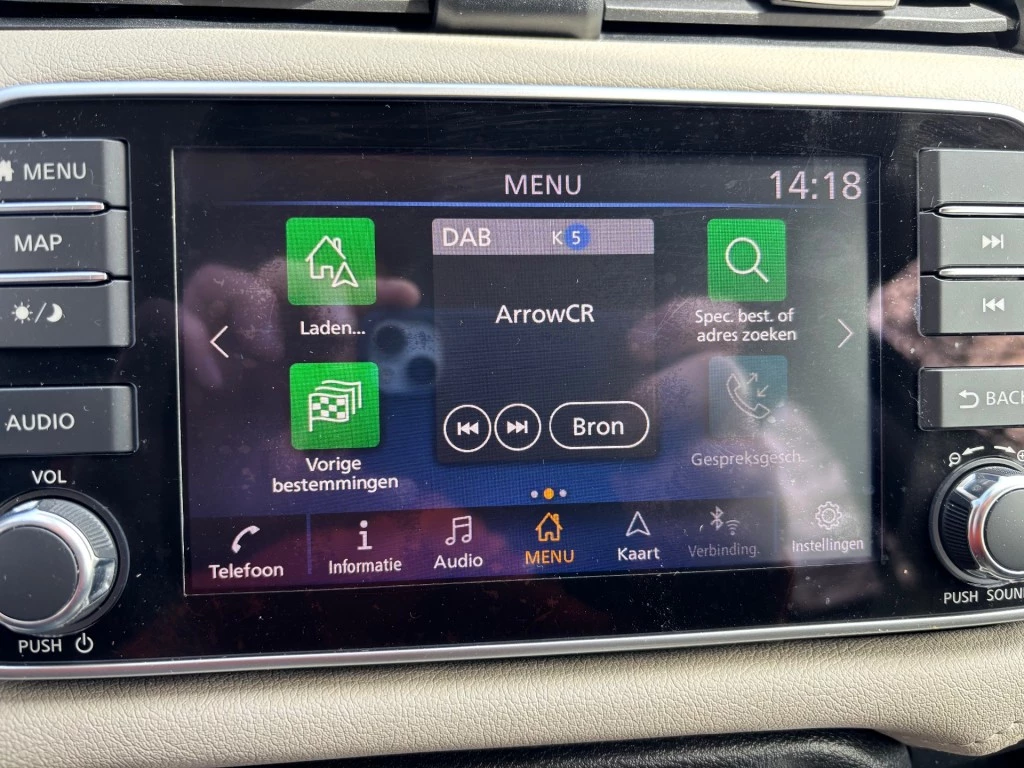 MENU
MAP
AUDIO
VOL
PUSH
MENU
14:18
Laden...
Vorige
bestemmingen
DAB
K 5
ArrowCR
Bron
Spec. best. of
adres zoeken
Gespreksgesch.
Telefoon
Informatie
Audio
MENU
Kaart
Verbinding.
Instellingen
BACK
PUSH SOUN